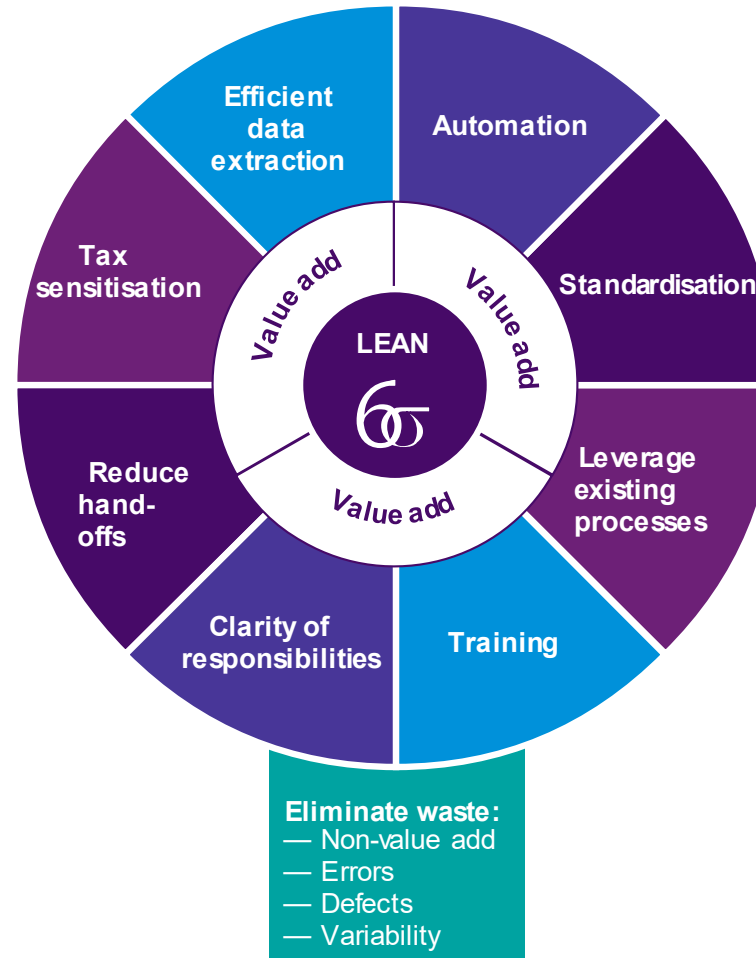 Efficient
data
extraction
Automation
Tax
sensitisation
Standardisation
Value add
Value add
LEAN
6σ
Value add
Reduce
hand-
offs
Leverage
existing
processes
Clarity of
responsibilities
Training
Eliminate waste:
— Non-value add
— Errors
— Defects
— Variability